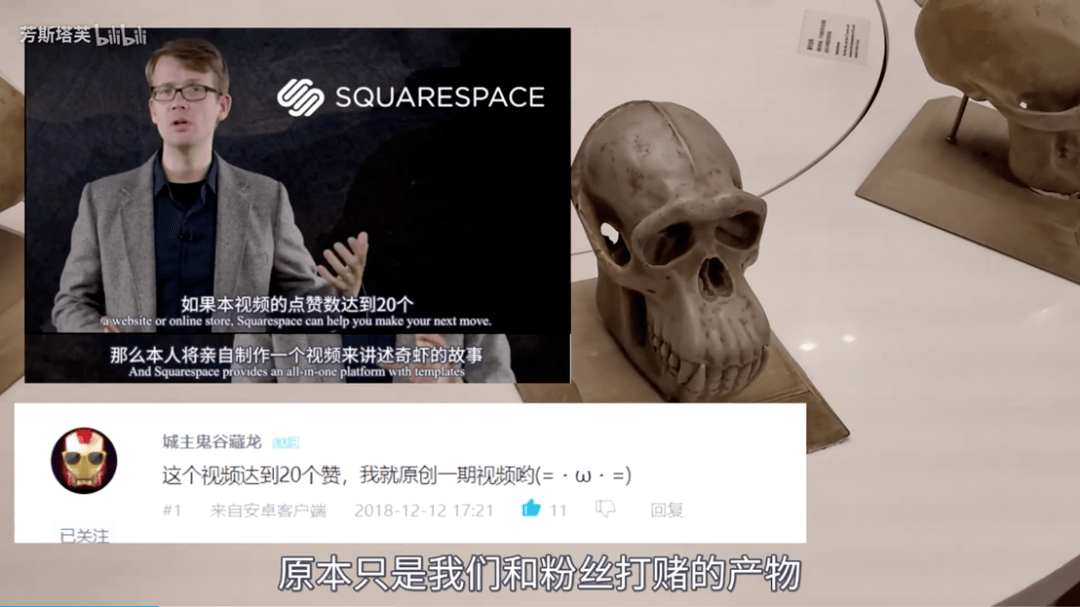 芳斯塔芙 bilibili
SQUARESPACE
如果本视频的点赞数达到20个
a website or online store, Squarespace can help you make your next move.
那么本人将亲自制作一个视频来讲述奇虾的故事
And Squarespace provides an all-in-one platform with templates
城主鬼谷藏龙
这个视频达到20个赞，我就原创一期视频哟(=・ω・=)
#1 来自安卓客户端 2018-12-12 17:21 11 回复
已关注
原本只是我们和粉丝打赌的产物